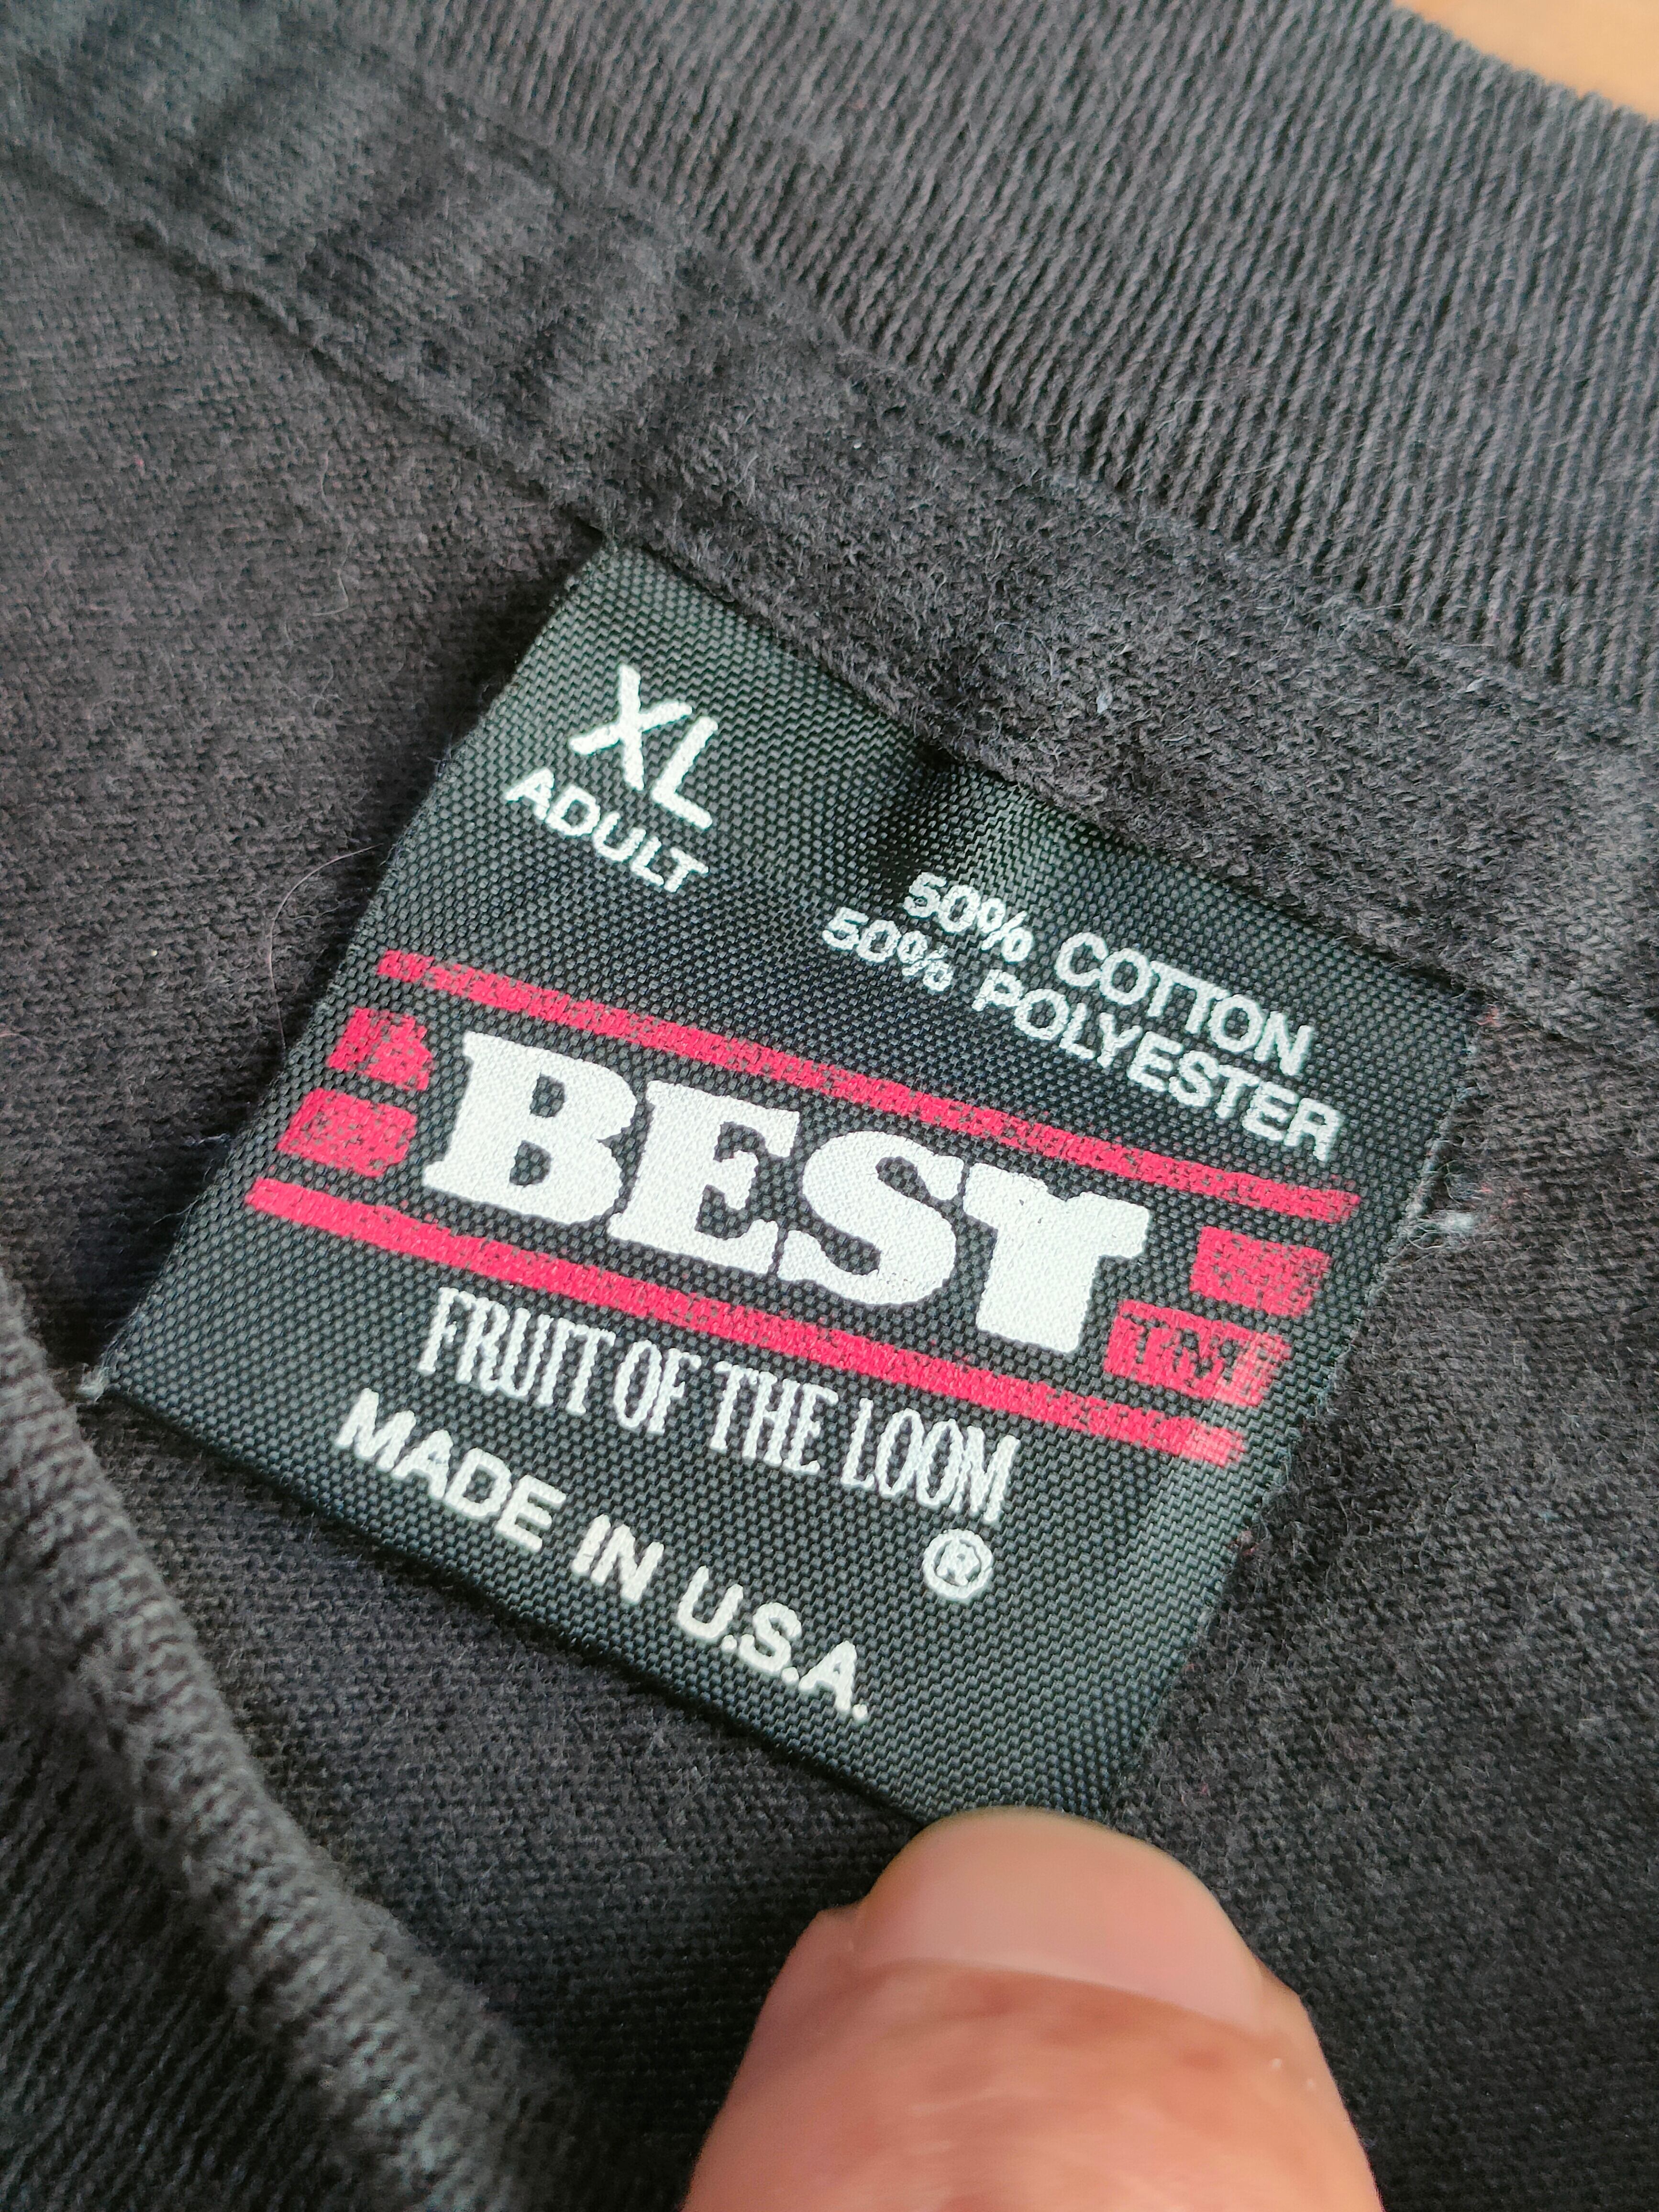 XL
ADULT
50% COTTON
50% POLYESTER
BEST
TM
FRUIT OF THE LOOM
®
MADE IN U.S.A.